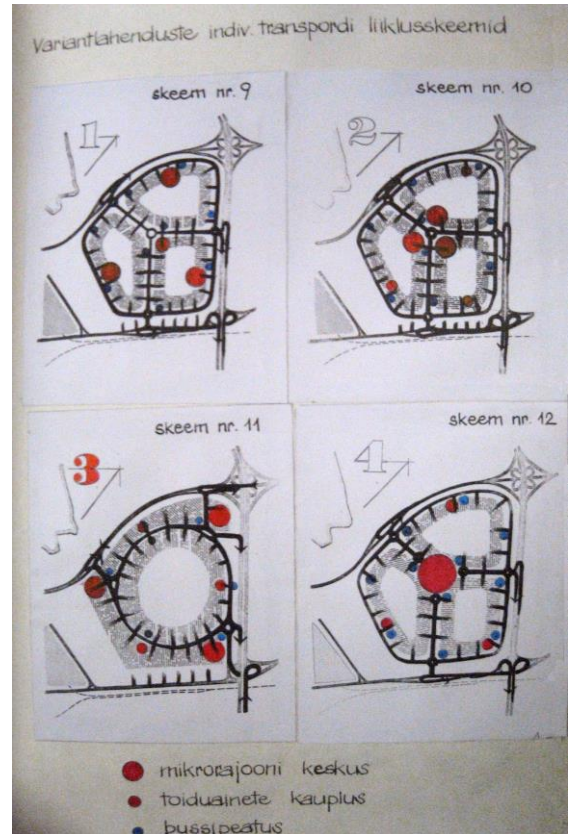 Variantlahenduste indiv. transpordi liiklusskeemid
skeem nr. 9
1
skeem nr. 10
2
skeem nr. 11
3
skeem nr. 12
4
mikrorajooni keskus
toiduainete kauplus
bussipeatus